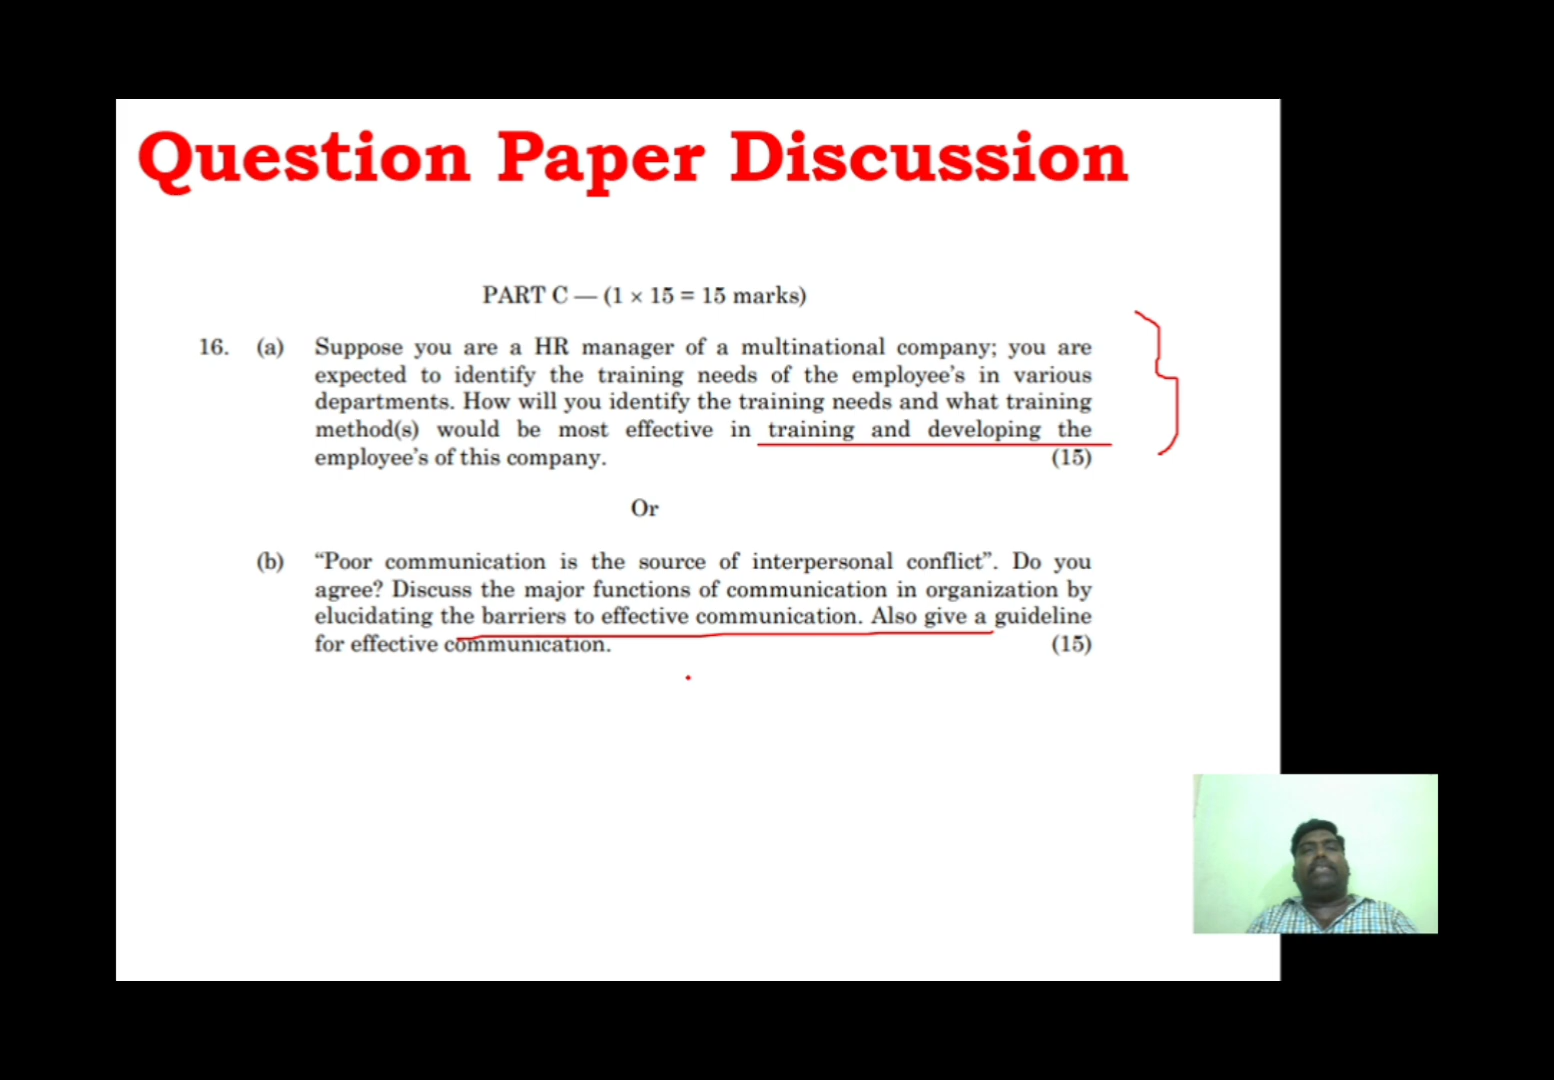 Question Paper Discussion
PART C — (1 × 15 = 15 marks)
16. (a) Suppose you are a HR manager of a multinational company; you are
expected to identify the training needs of the employee's in various
departments. How will you identify the training needs and what training
method(s) would be most effective in training and developing the
employee's of this company. (15)
Or
(b) “Poor communication is the source of interpersonal conflict”. Do you
agree? Discuss the major functions of communication in organization by
elucidating the barriers to effective communication. Also give a guideline
for effective communication. (15)